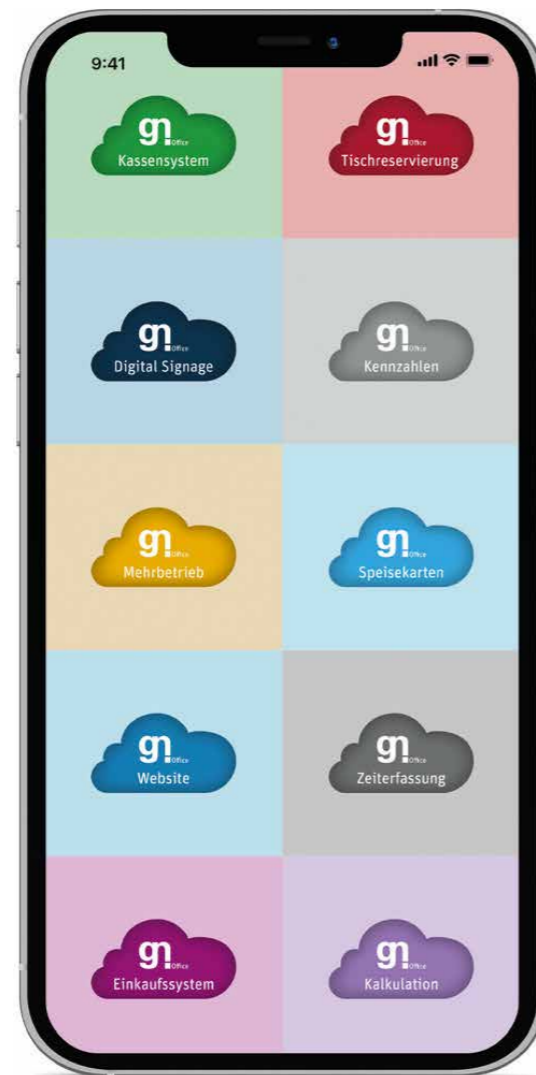 9:41
gn Office
Kassensystem
gn Office
Tischreservierung
gn Office
Digital Signage
gn Office
Kennzahlen
gn Office
Mehrbetrieb
gn Office
Speisekarten
gn Office
Website
gn Office
Zeiterfassung
gn Office
Einkaufssystem
gn Office
Kalkulation